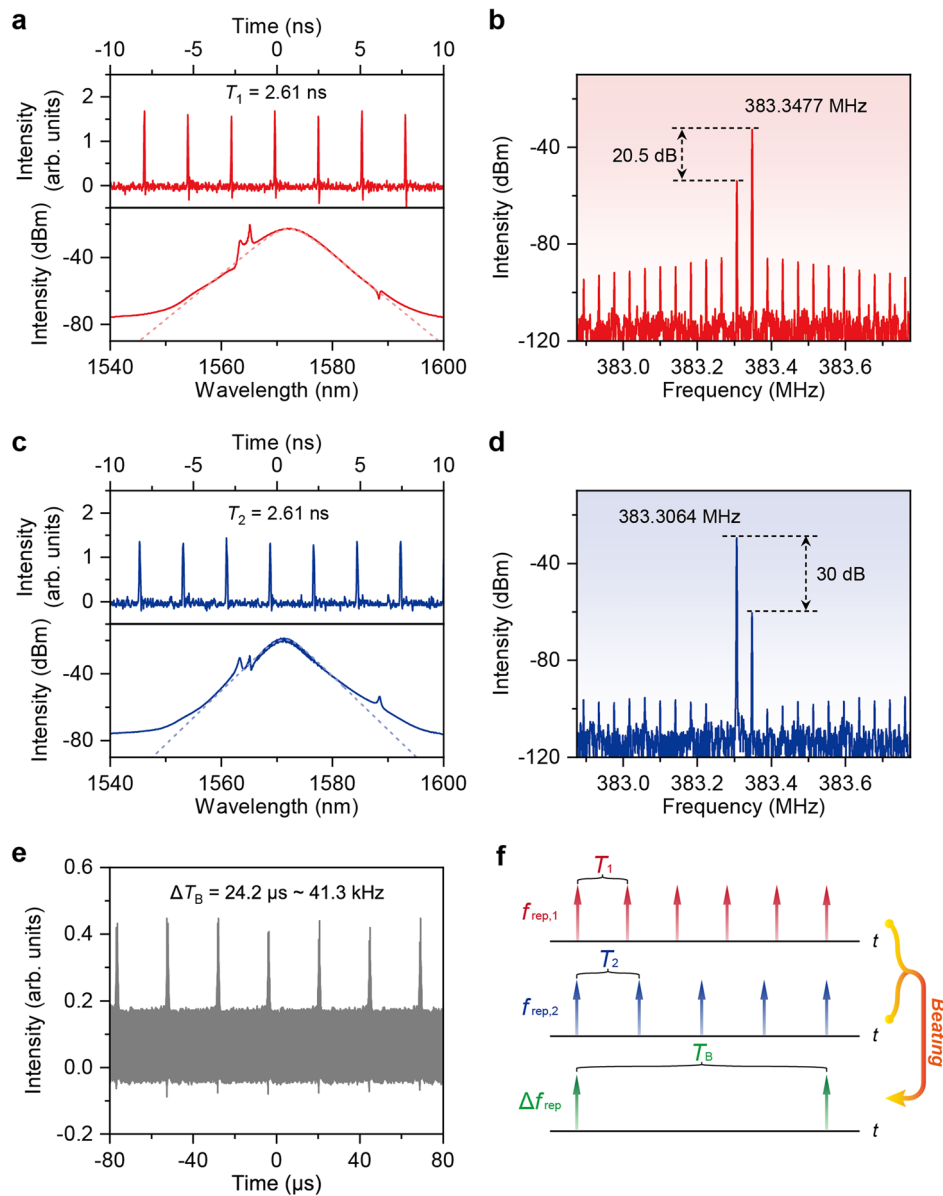 a
Time (ns)
-10 -5 0 5 10
Intensity
(arb. units)
2
1
0
T1 = 2.61 ns
Intensity (dBm)
-40
-80
1540 1560 1580 1600
Wavelength (nm)
b
Intensity (dBm)
-40
-80
-120
383.3477 MHz
20.5 dB
383.0 383.2 383.4 383.6
Frequency (MHz)
c
Time (ns)
-10 -5 0 5 10
Intensity
(arb. units)
2
1
0
T2 = 2.61 ns
Intensity (dBm)
-40
-80
1540 1560 1580 1600
Wavelength (nm)
d
Intensity (dBm)
-40
-80
-120
383.3064 MHz
30 dB
383.0 383.2 383.4 383.6
Frequency (MHz)
e
Intensity (arb. units)
0.6
0.4
0.2
0.0
-0.2
ΔTB = 24.2 μs ~ 41.3 kHz
-80 -40 0 40 80
Time (μs)
f
T1
frep,1
t
T2
frep,2
t
TB
Δfrep
t
Beating